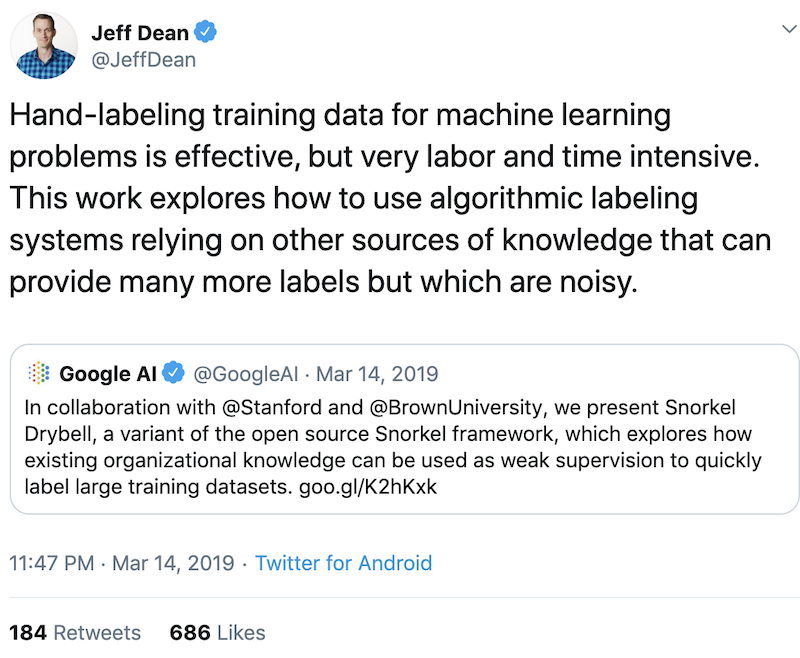 Jeff Dean
@JeffDean
Hand-labeling training data for machine learning
problems is effective, but very labor and time intensive.
This work explores how to use algorithmic labeling
systems relying on other sources of knowledge that can
provide many more labels but which are noisy.
Google AI @GoogleAI · Mar 14, 2019
In collaboration with @Stanford and @BrownUniversity, we present Snorkel
Drybell, a variant of the open source Snorkel framework, which explores how
existing organizational knowledge can be used as weak supervision to quickly
label large training datasets. goo.gl/K2hKxk
11:47 PM · Mar 14, 2019 · Twitter for Android
184 Retweets 686 Likes